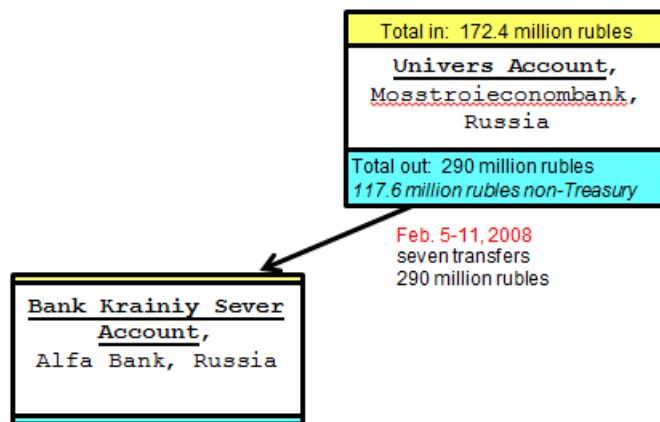 Total in: 172.4 million rubles
Univers Account,
Mosstroieconombank,
Russia
Total out: 290 million rubles
117.6 million rubles non-Treasury
Feb. 5-11, 2008
seven transfers
290 million rubles
Bank Krainiy Sever
Account,
Alfa Bank, Russia